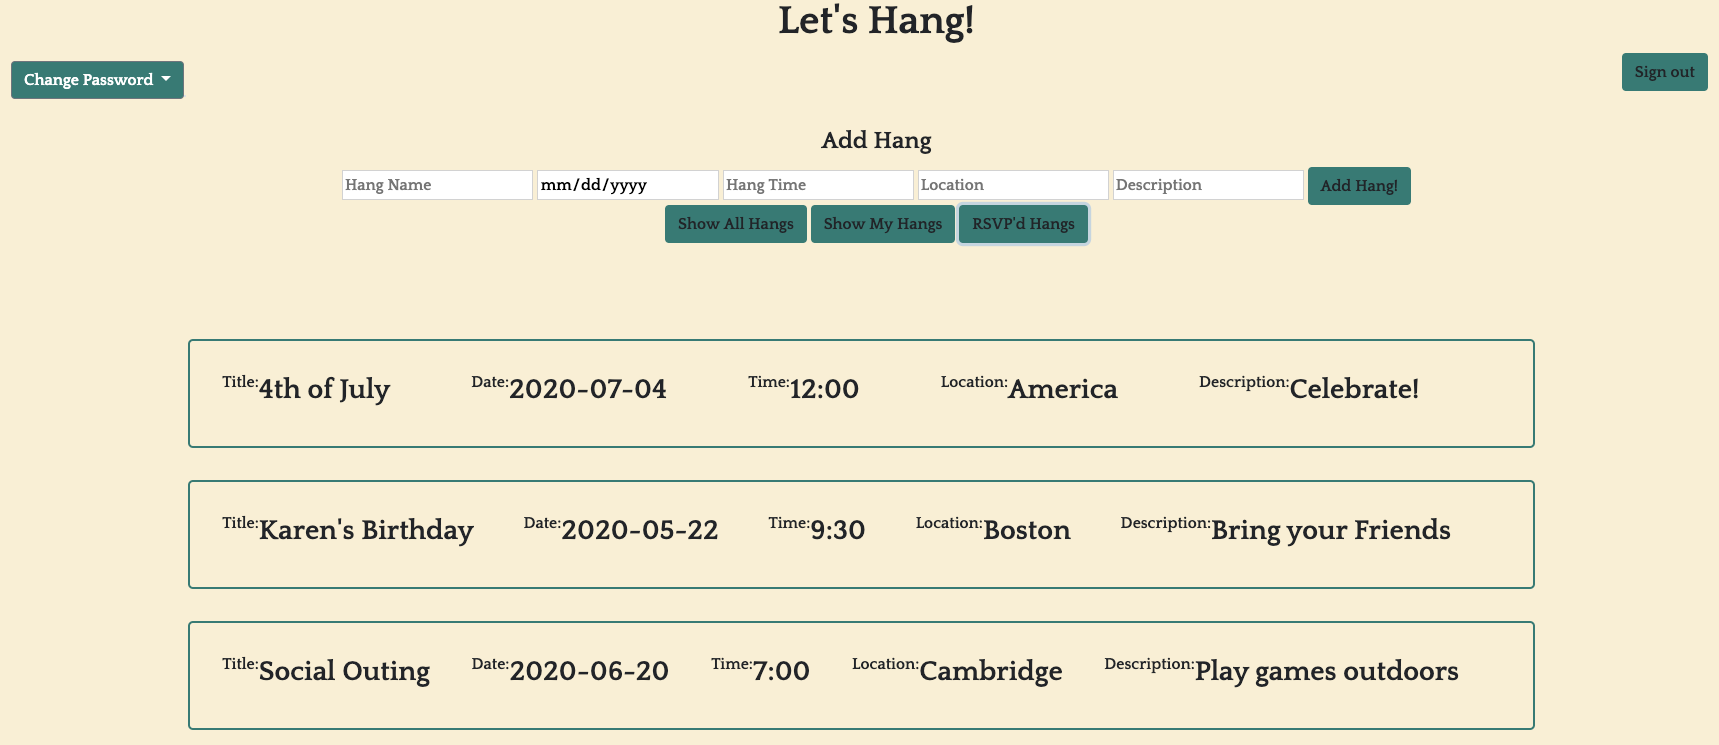 Let's Hang!
Change Password
Sign out
Add Hang
Hang Name mm/dd/yyyy Hang Time Location Description Add Hang!
Show All Hangs Show My Hangs RSVP'd Hangs
Title:4th of July Date:2020-07-04 Time:12:00 Location:America Description:Celebrate!
Title:Karen's Birthday Date:2020-05-22 Time:9:30 Location:Boston Description:Bring your Friends
Title:Social Outing Date:2020-06-20 Time:7:00 Location:Cambridge Description:Play games outdoors